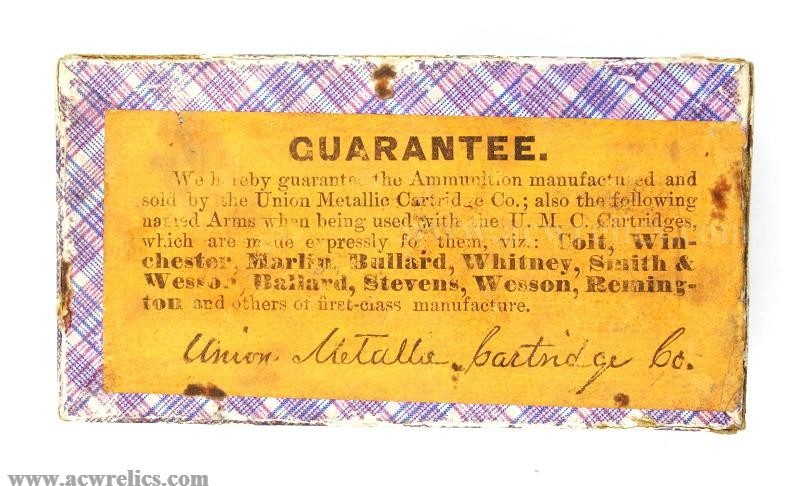 GUARANTEE.
We hereby guarantee the Ammunition manufactured and
sold by the Union Metallic Cartridge Co.; also the following
named Arms when being used with the U. M. C. Cartridges,
which are made expressly for them, viz.: Colt, Win-
chester, Marlin, Bullard, Whitney, Smith &
Wesson, Ballard, Stevens, Wesson, Reming-
ton and others of first-class manufacture.
Union Metallic Cartridge Co.
www.acwrelics.com